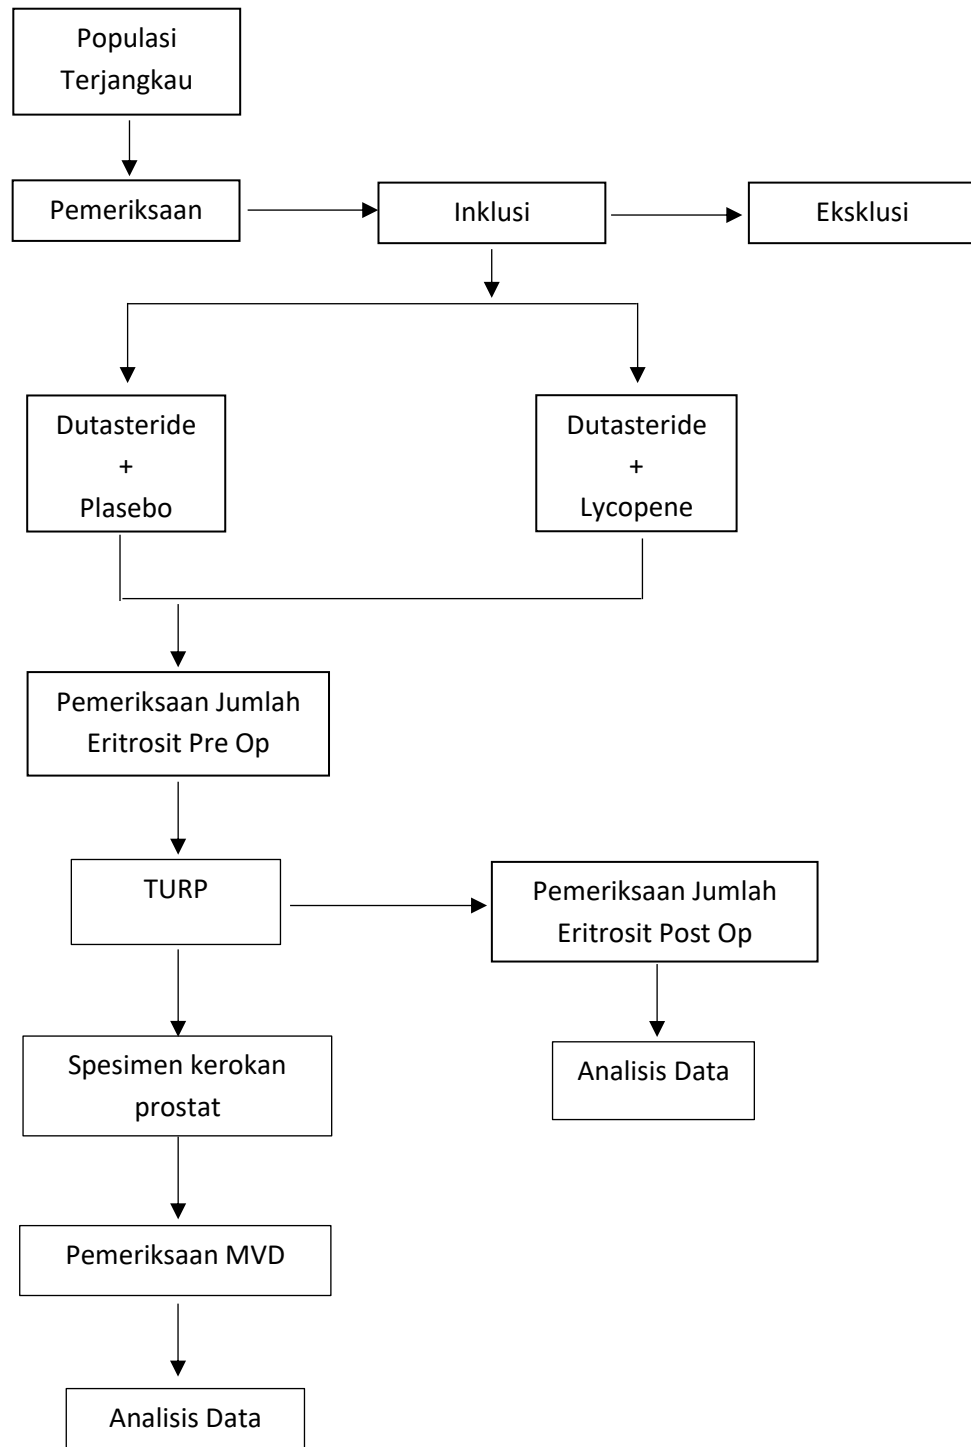 Populasi
Terjangkau
Pemeriksaan
Inklusi
Eksklusi
Dutasteride
+
Plasebo
Dutasteride
+
Lycopene
Pemeriksaan Jumlah
Eritrosit Pre Op
TURP
Pemeriksaan Jumlah
Eritrosit Post Op
Spesimen kerokan
prostat
Analisis Data
Pemeriksaan MVD
Analisis Data